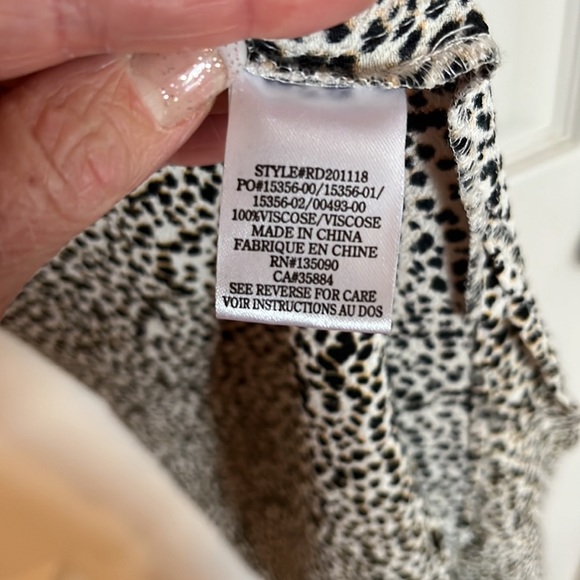 STYLE#RD201118
PO#15356-00/15356-01/
15356-02/00493-00
100%VISCOSE/VISCOSE
MADE IN CHINA
FABRIQUE EN CHINE
RN#135090
CA#35884
SEE REVERSE FOR CARE
VOIR INSTRUCTIONS AU DOS